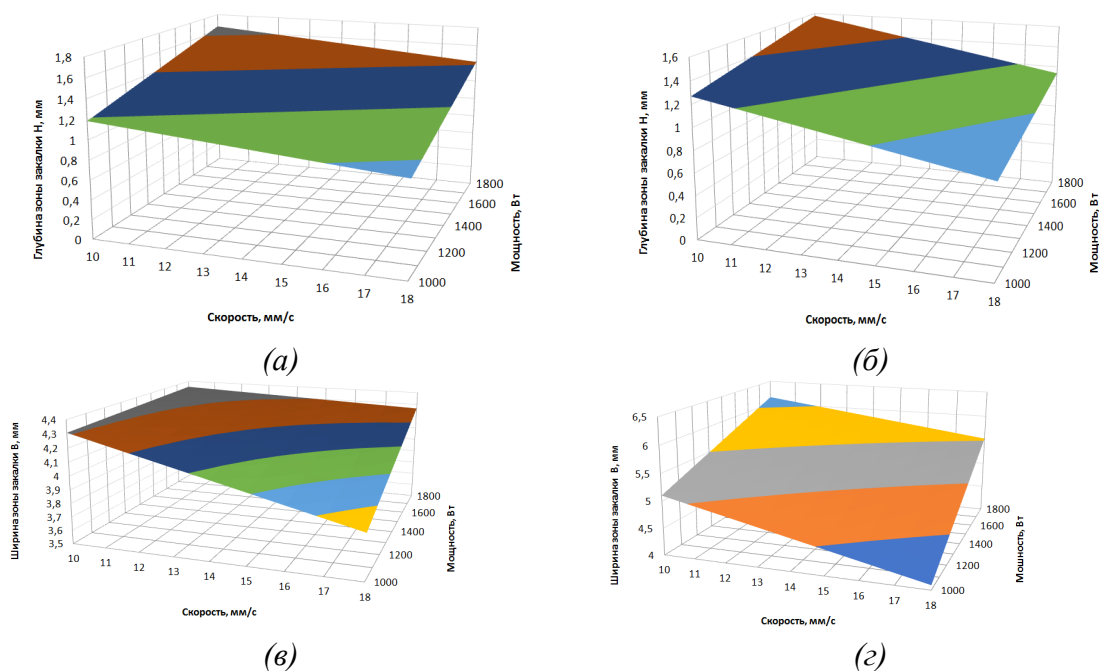 1,8
1,6
1,4
1,2
1
0,8
0,6
0,4
0,2
0
Глубина зоны закалки H, мм
10 11 12 13 14 15 16 17 18
Скорость, мм/с
1000 1200 1400 1600 1800
Мощность, Вт
(а)
1,6
1,4
1,2
1
0,8
0,6
0,4
0,2
0
Глубина зоны закалки H, мм
10 11 12 13 14 15 16 17 18
Скорость, мм/с
1000 1200 1400 1600 1800
Мощность, Вт
(б)
4,4
4,3
4,2
4,1
4
3,9
3,8
3,7
3,6
3,5
Ширина зоны закалки B, мм
10 11 12 13 14 15 16 17 18
Скорость, мм/с
1000 1200 1400 1600 1800
Мощность, Вт
(в)
6,5
6
5,5
5
4,5
4
Ширина зоны закалки B, мм
10 11 12 13 14 15 16 17 18
Скорость, мм/с
1000 1200 1400 1600 1800
Мощность, Вт
(г)